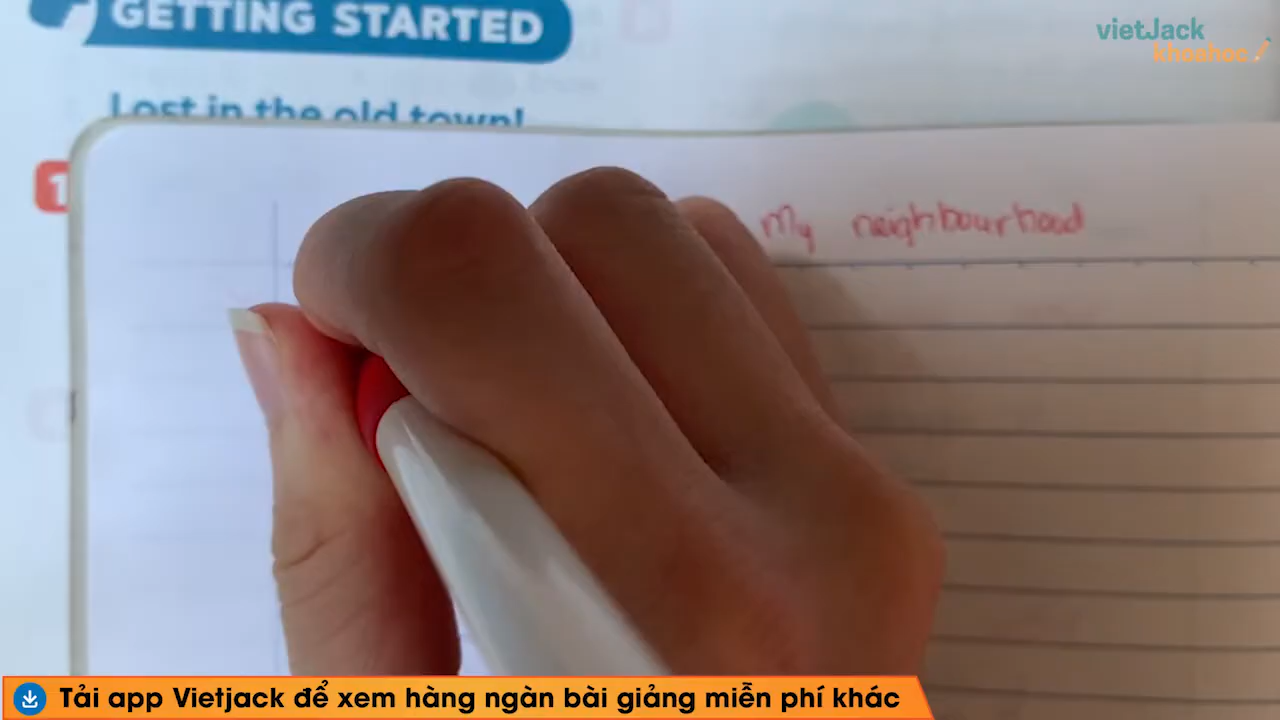 GETTING STARTED
vietJack
khoahoc
Lost in the old town!
1
My neighbourhood
Tải app Vietjack để xem hàng ngàn bài giảng miễn phí khác